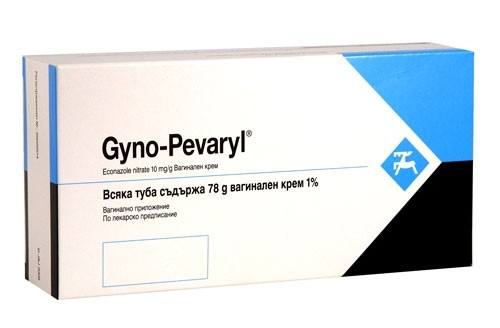 Gyno-Pevaryl®
Econazole nitrate 10 mg/g Вагинален крем
Всяка туба съдържа 78 g вагинален крем 1%
Вагинално приложение
По лекарско предписание